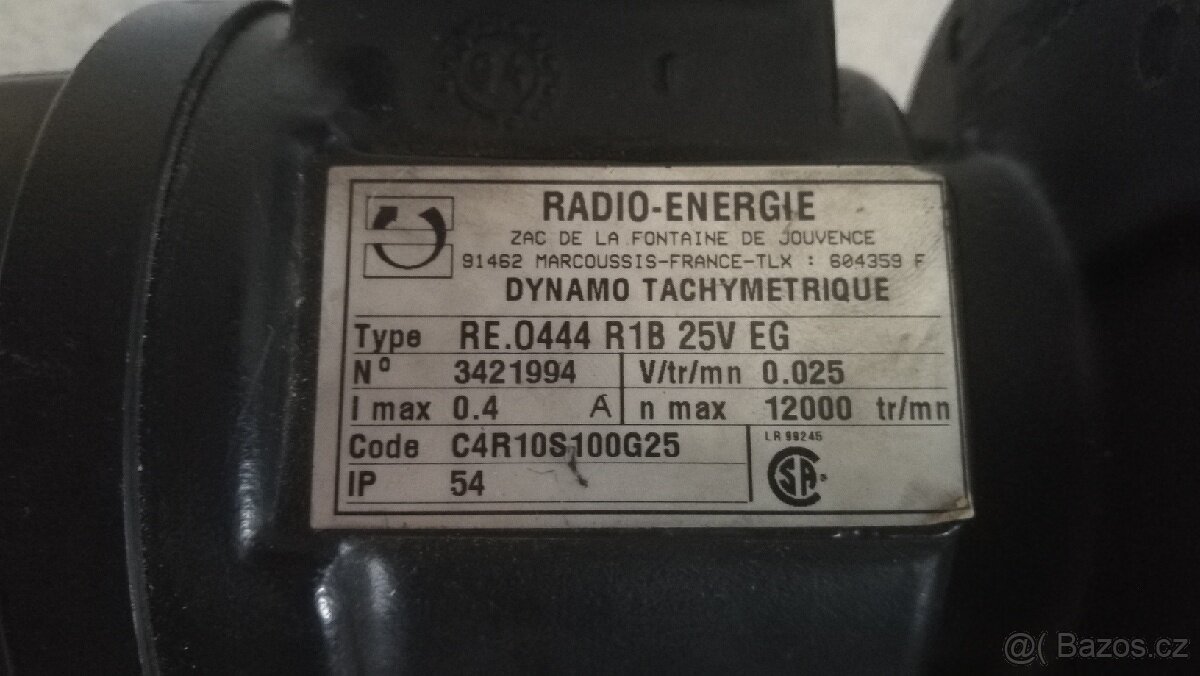 RADIO-ENERGIE
ZAC DE LA FONTAINE DE JOUVENCE
91462 MARCOUSSIS-FRANCE-TLX : 604359 F
DYNAMO TACHYMETRIQUE
Type RE.0444 R1B 25V EG
N° 3421994 V/tr/mn 0.025
I max 0.4 A n max 12000 tr/mn
Code C4R10S100G25
LR 99245
IP 54
SA
@( Bazos.cz